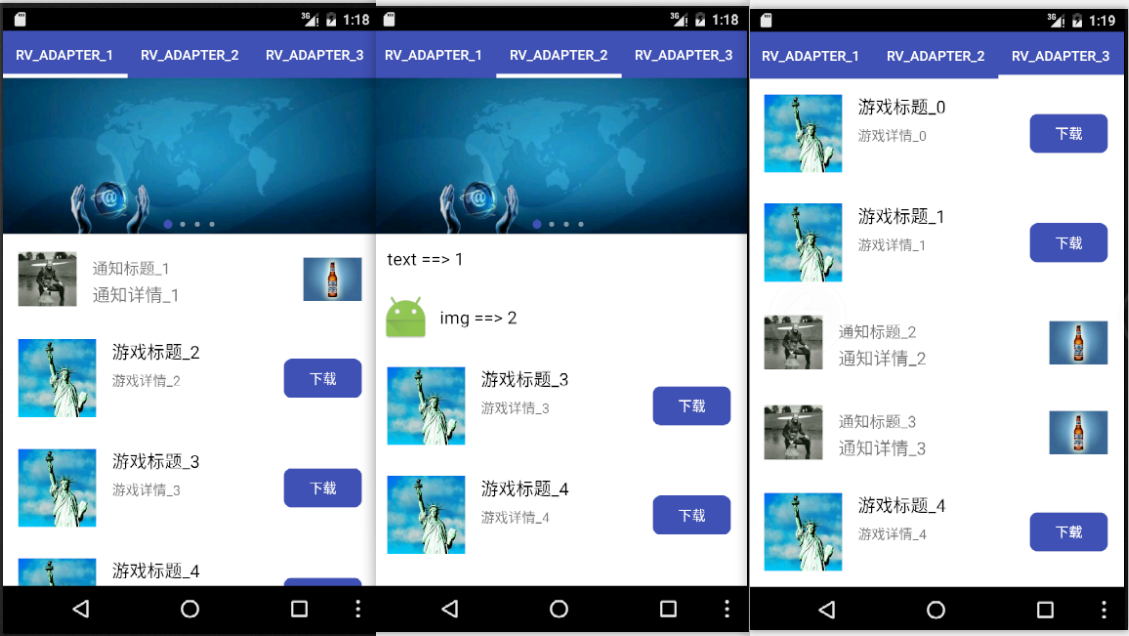 3G 1:18
RV_ADAPTER_1 RV_ADAPTER_2 RV_ADAPTER_3
@
通知标题_1
通知详情_1
游戏标题_2
游戏详情_2
下载
游戏标题_3
游戏详情_3
下载
游戏标题_4
3G 1:18
RV_ADAPTER_1 RV_ADAPTER_2 RV_ADAPTER_3
@
text ==> 1
img ==> 2
游戏标题_3
游戏详情_3
下载
游戏标题_4
游戏详情_4
下载
3G 1:19
RV_ADAPTER_1 RV_ADAPTER_2 RV_ADAPTER_3
游戏标题_0
游戏详情_0
下载
游戏标题_1
游戏详情_1
下载
通知标题_2
通知详情_2
通知标题_3
通知详情_3
游戏标题_4
游戏详情_4
下载